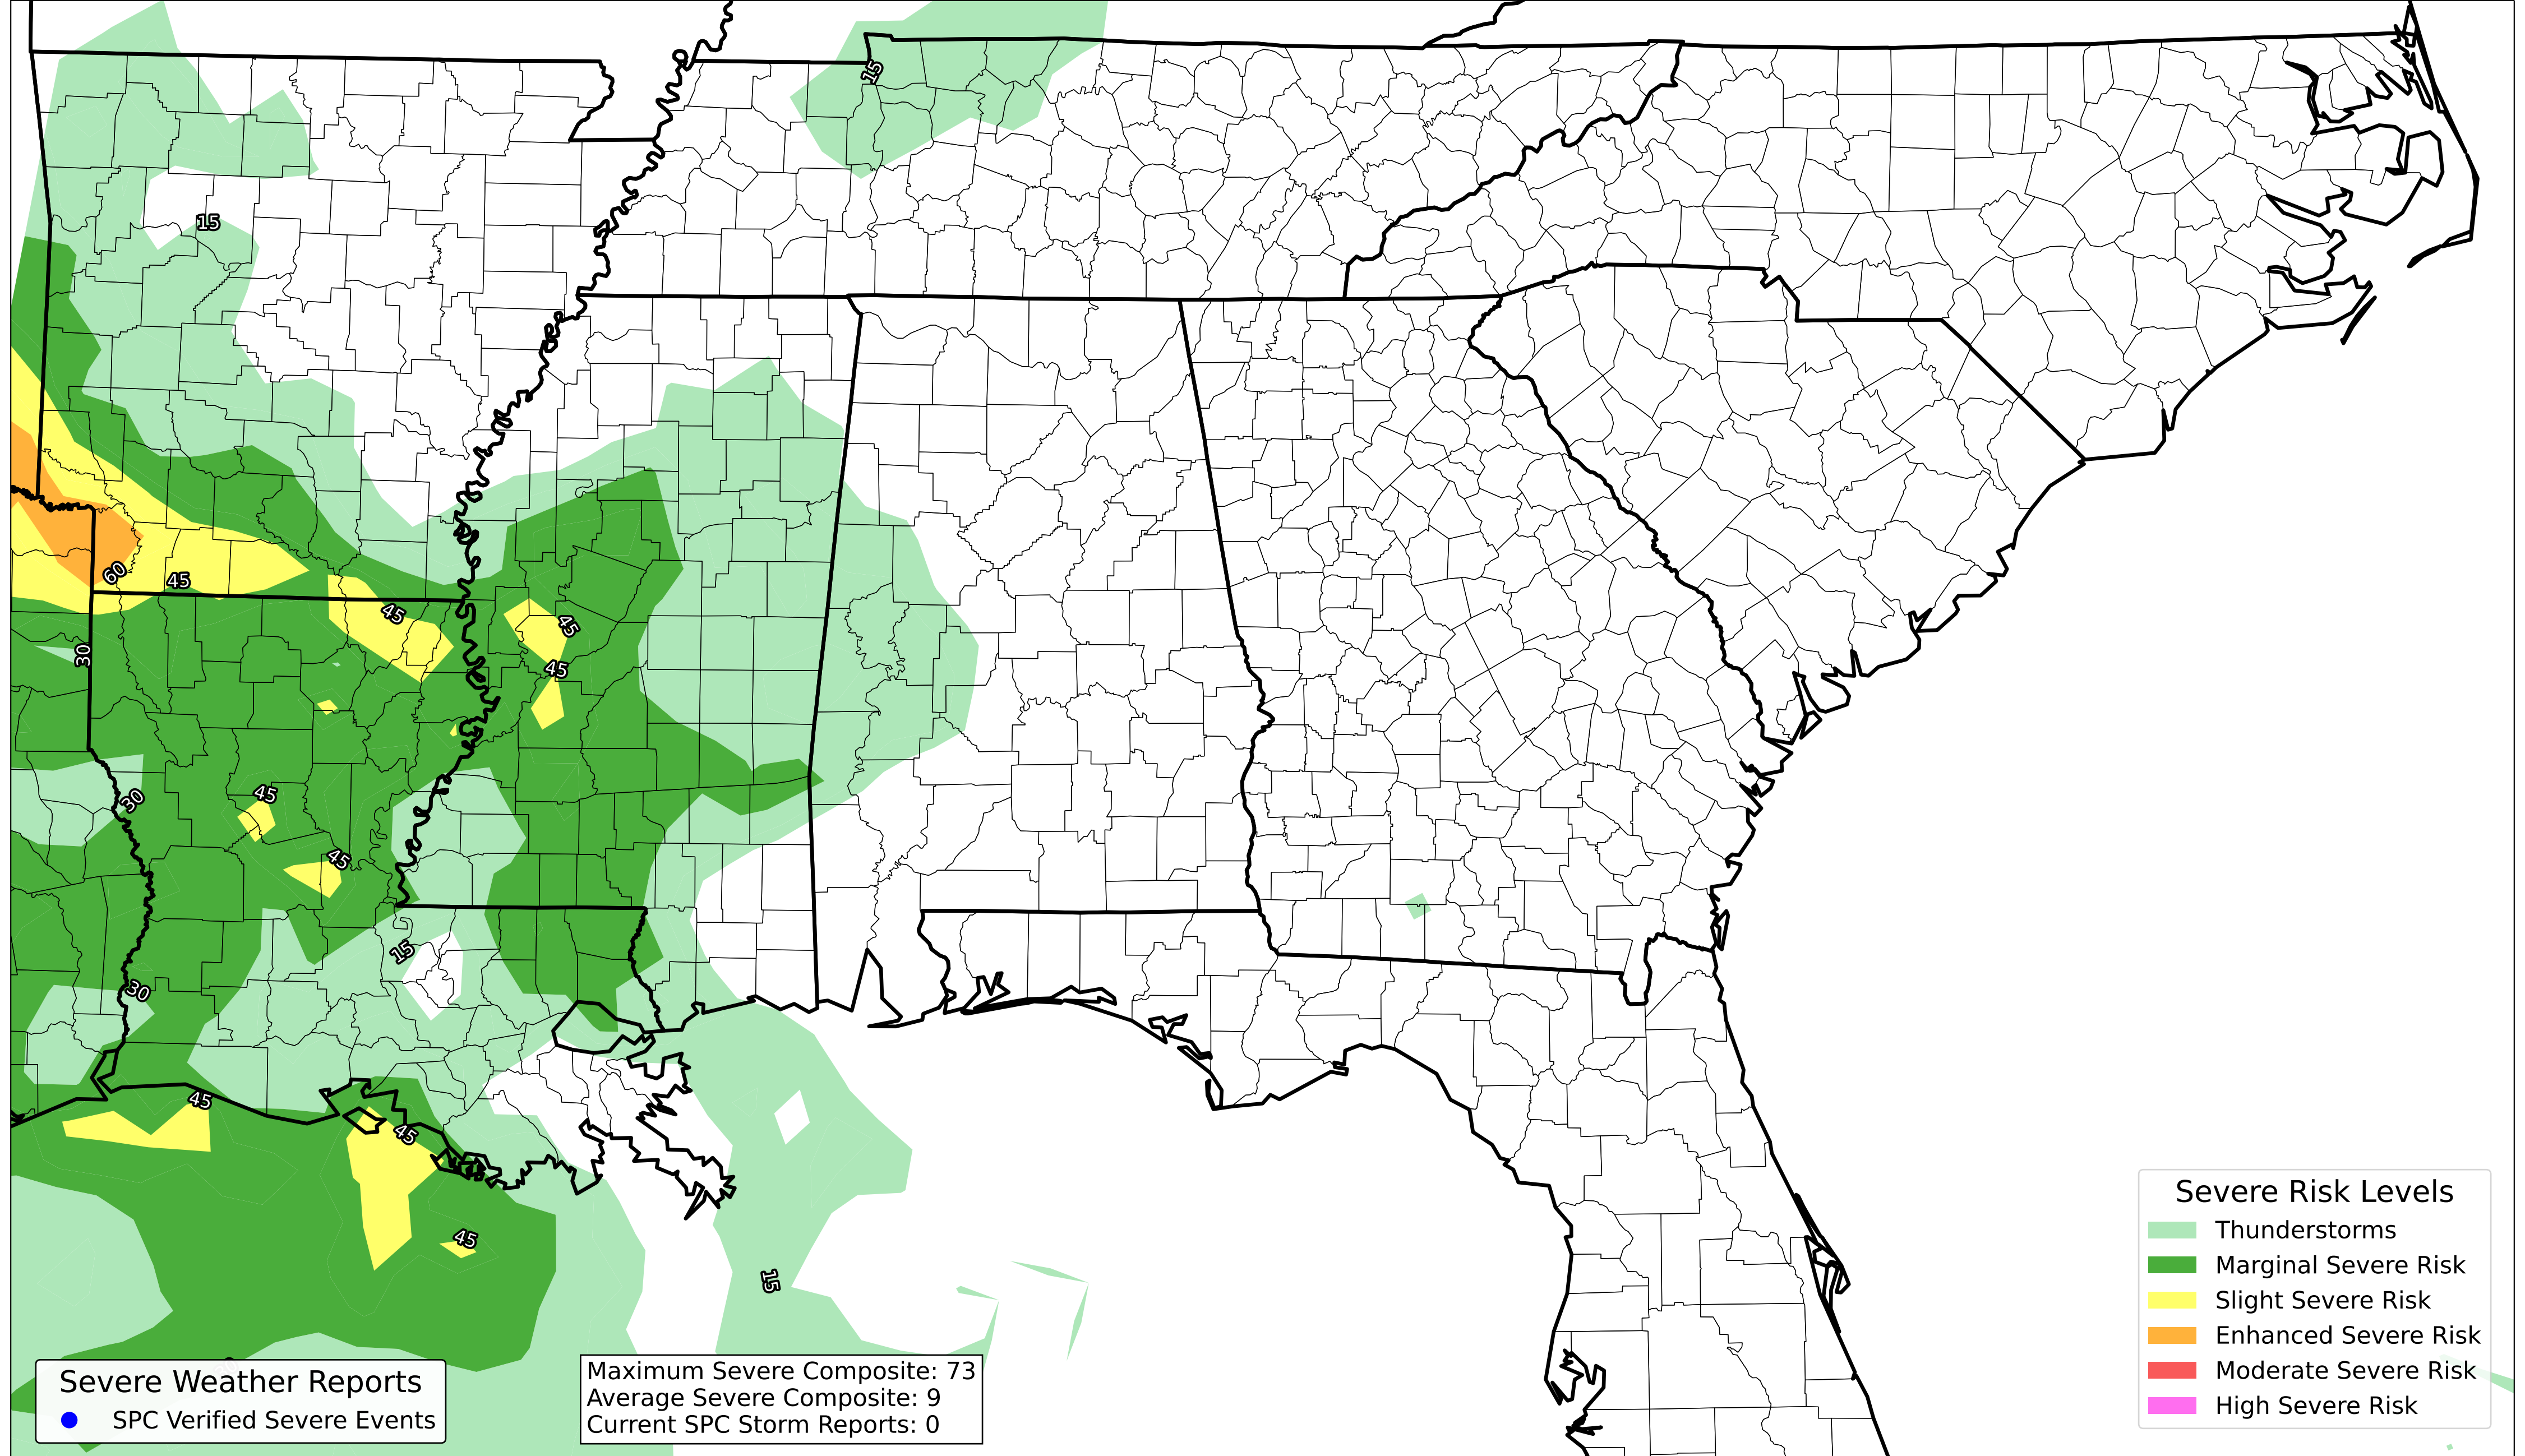 15
15
60
45
45
45
30
45
45
30
45
15
30
45
45
45
15
Severe Weather Reports
SPC Verified Severe Events
Maximum Severe Composite: 73
Average Severe Composite: 9
Current SPC Storm Reports: 0
Severe Risk Levels
Thunderstorms
Marginal Severe Risk
Slight Severe Risk
Enhanced Severe Risk
Moderate Severe Risk
High Severe Risk